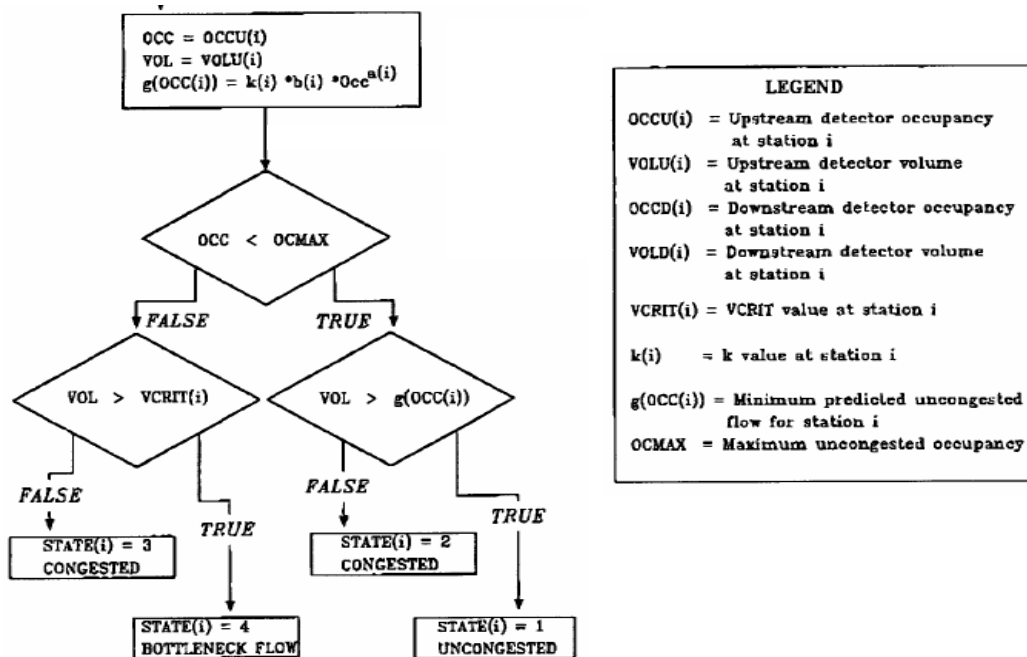 OCC = OCCU(i)
VOL = VOLU(i)
g(OCC(i)) = k(i) *b(i) *Occ^a(i)
OCC < OCMAX
FALSE
TRUE
VOL > VCRIT(i)
VOL > g(OCC(i))
FALSE
TRUE
FALSE
TRUE
STATE(i) = 3
CONGESTED
STATE(i) = 4
BOTTLENECK FLOW
STATE(i) = 2
CONGESTED
STATE(i) = 1
UNCONGESTED
LEGEND
OCCU(i) = Upstream detector occupancy
at station i
VOLU(i) = Upstream detector volume
at station i
OCCD(i) = Downstream detector occupancy
at station i
VOLD(i) = Downstream detector volume
at station i
VCRIT(i) = VCRIT value at station i
k(i) = k value at station i
g(OCC(i)) = Minimum predicted uncongested
flow for station i
OCMAX = Maximum uncongested occupancy